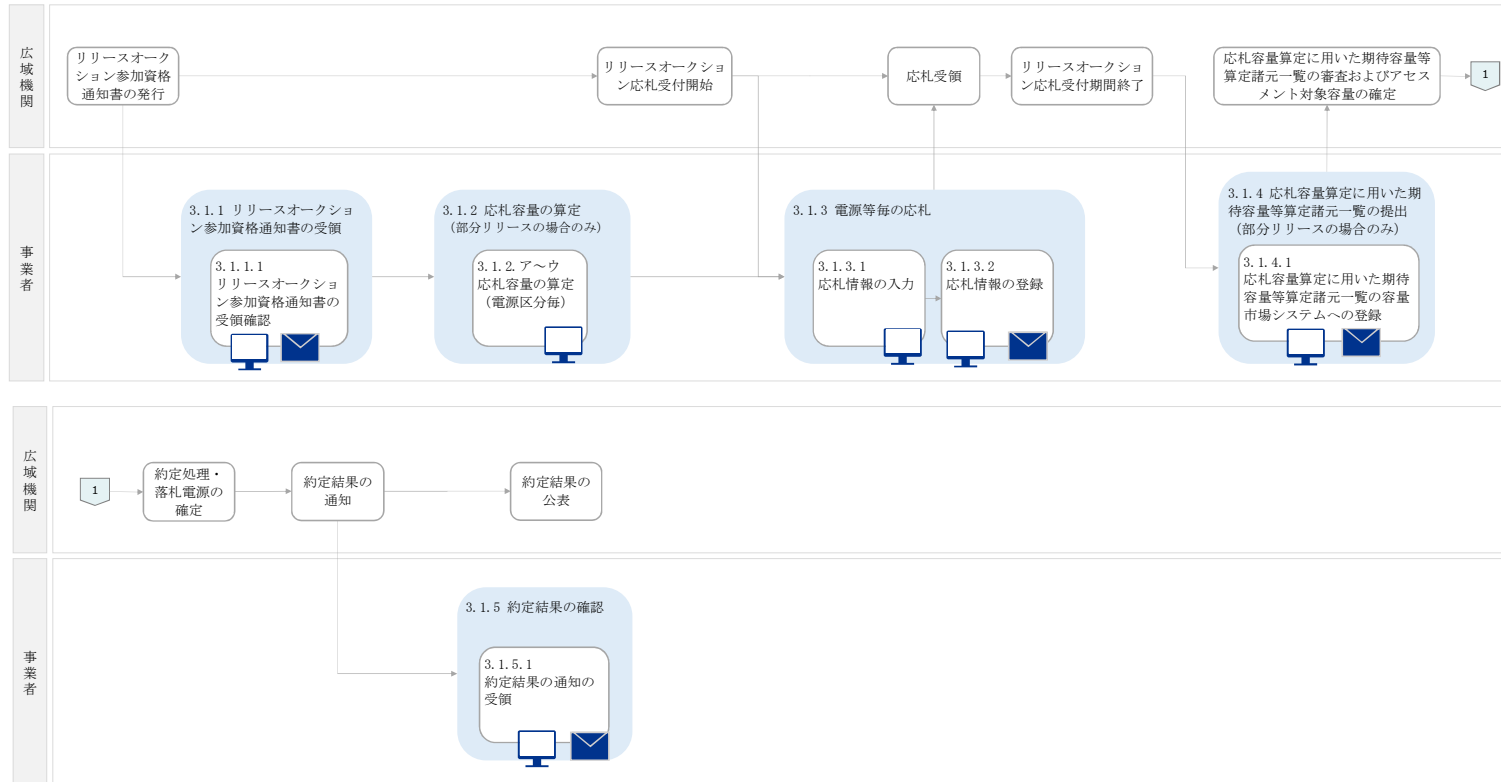 広域機関
リリースオーク
ション参加資格
通知書の発行
リリースオークショ
ン応札受付開始
応札受領
リリースオークショ
ン応札受付期間終了
応札容量算定に用いた期待容量等
算定諸元一覧の審査およびアセス
メント対象容量の確定
1
事業者
3.1.1 リリースオークショ
ン参加資格通知書の受領
3.1.1.1
リリースオークショ
ン参加資格通知書の
受領確認
3.1.2 応札容量の算定
(部分リリースの場合のみ)
3.1.2.ア~ウ
応札容量の算定
(電源区分毎)
3.1.3 電源等毎の応札
3.1.3.1
応札情報の入力
3.1.3.2
応札情報の登録
3.1.4 応札容量算定に用いた期
待容量等算定諸元一覧の提出
(部分リリースの場合のみ)
3.1.4.1
応札容量算定に用いた期待
容量等算定諸元一覧の容量
市場システムへの登録
広域機関
1
約定処理・
落札電源の
確定
約定結果の
通知
約定結果の
公表
事業者
3.1.5 約定結果の確認
3.1.5.1
約定結果の通知の
受領